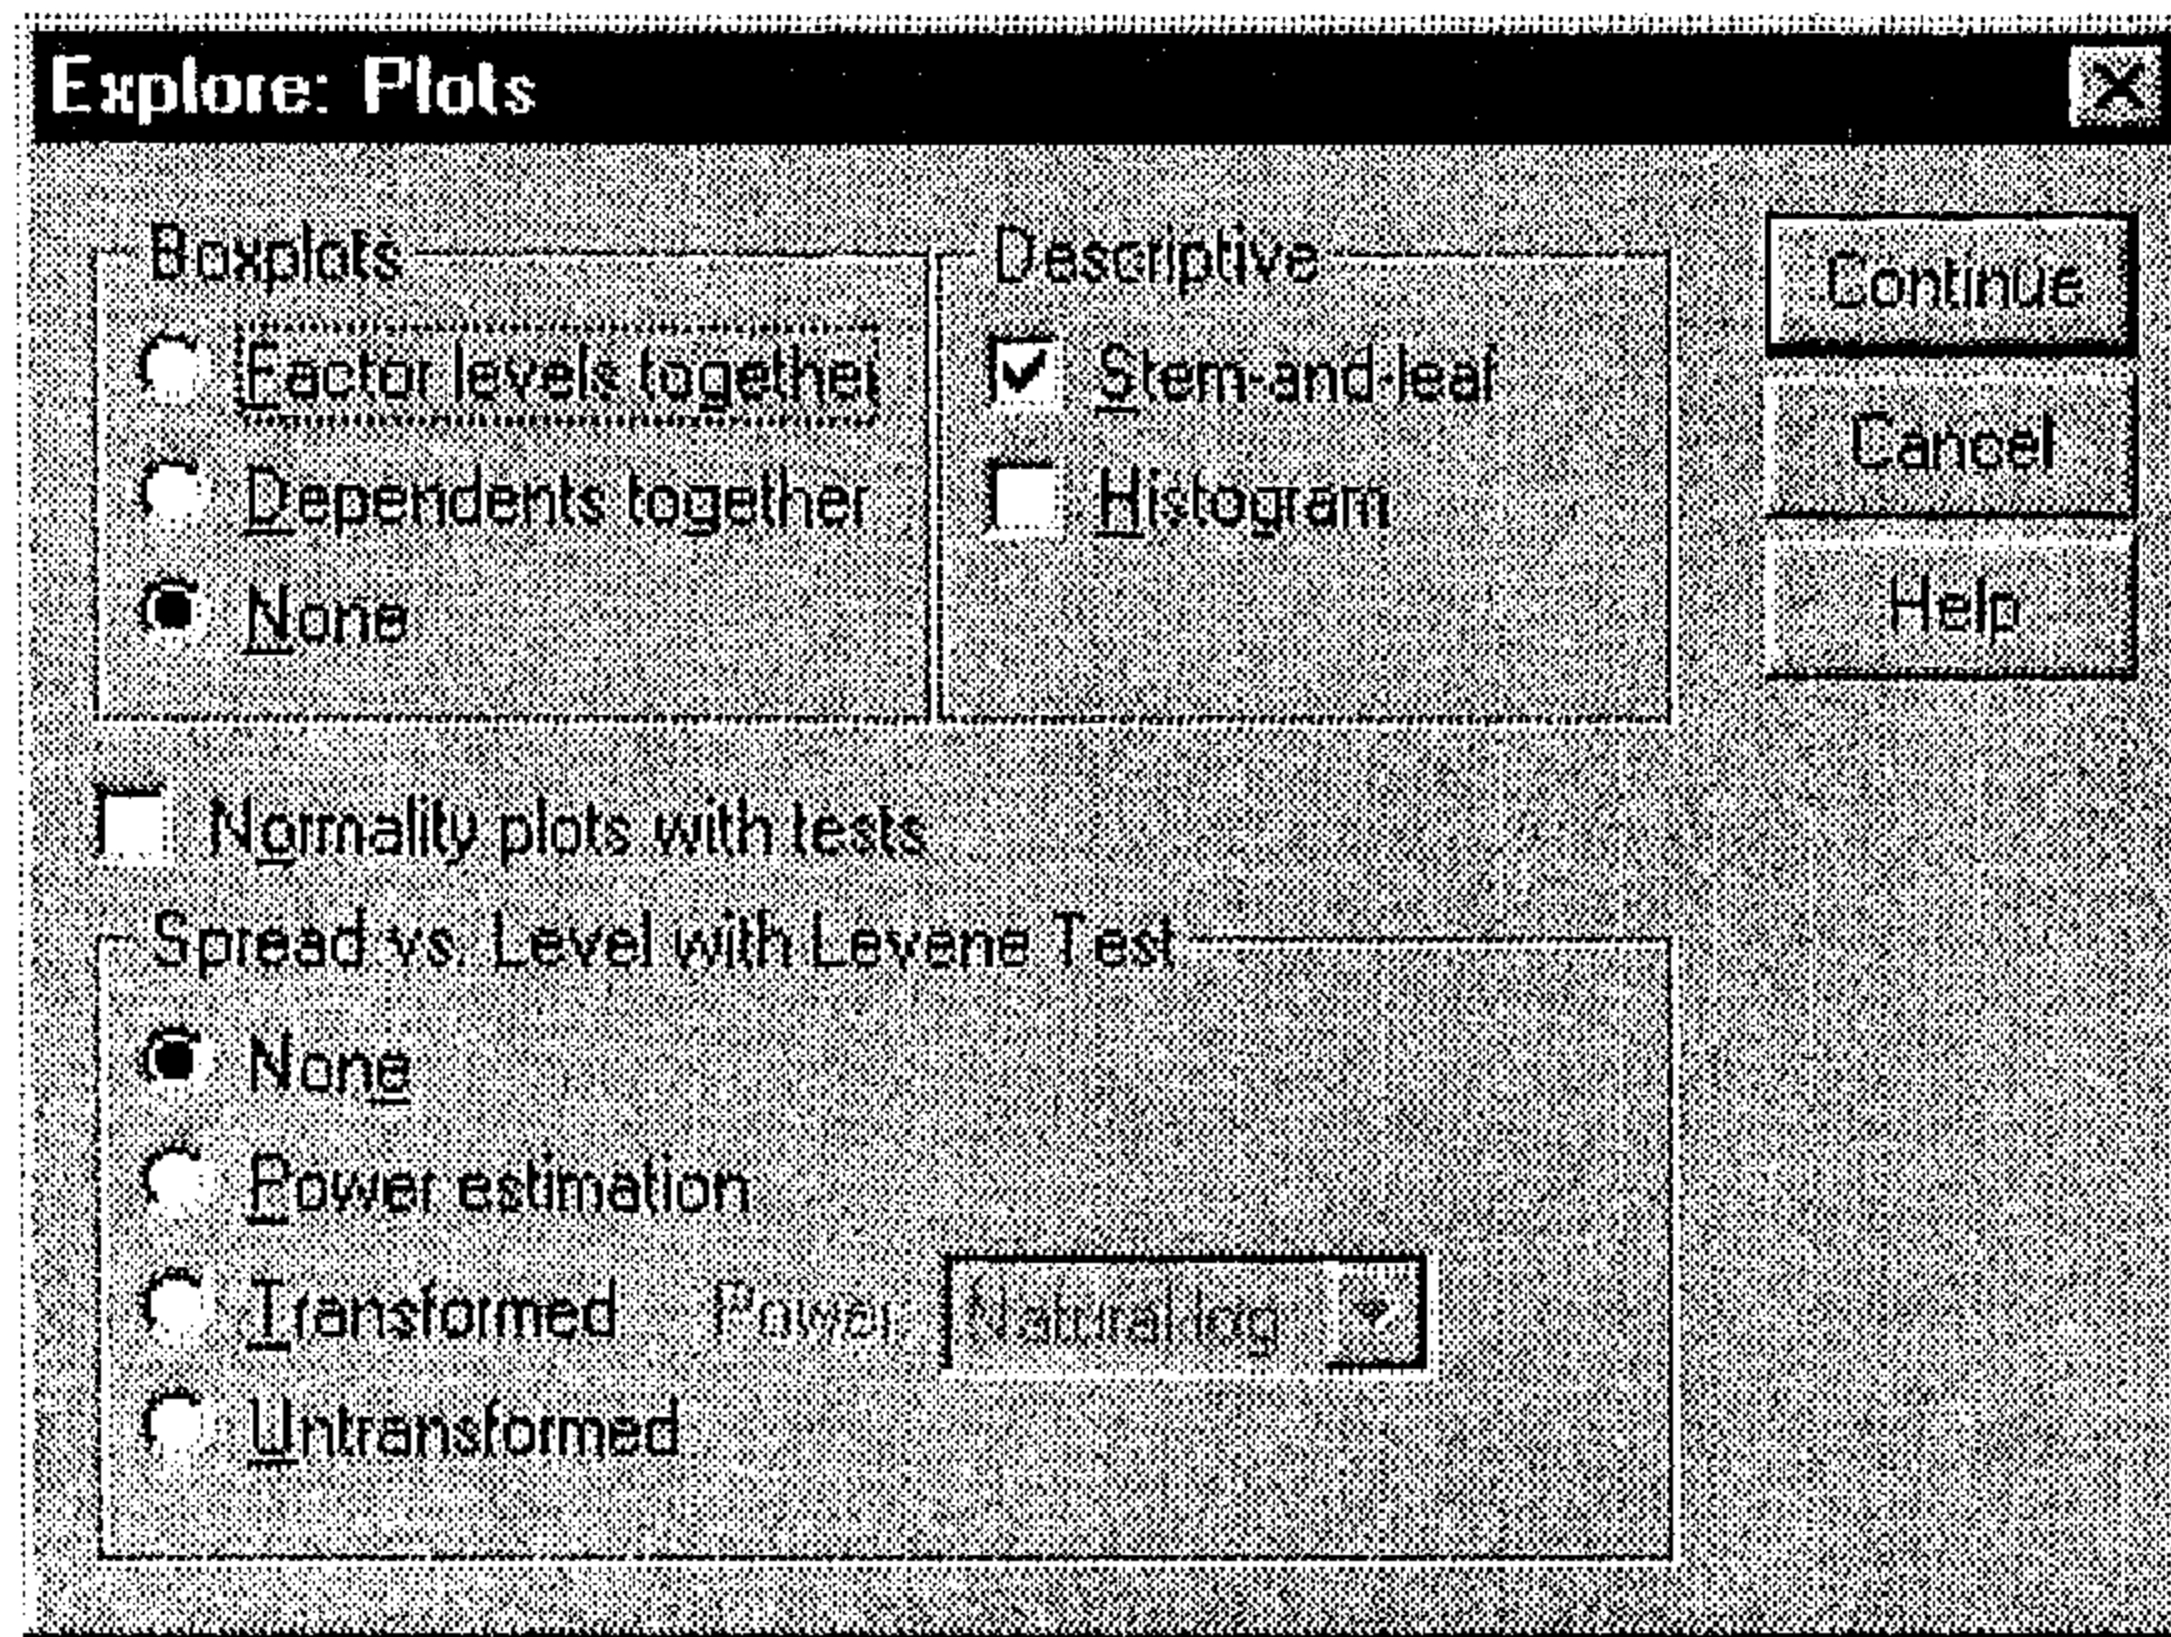 Explore: Plots
Boxplots
Factor levels together
Dependents together
None
Descriptive
Stem-and-leaf
Histogram
Continue
Cancel
Help
Normality plots with tests
Spread vs. Level with Levene Test
None
Power estimation
Transformed Power Natural log
Untransformed